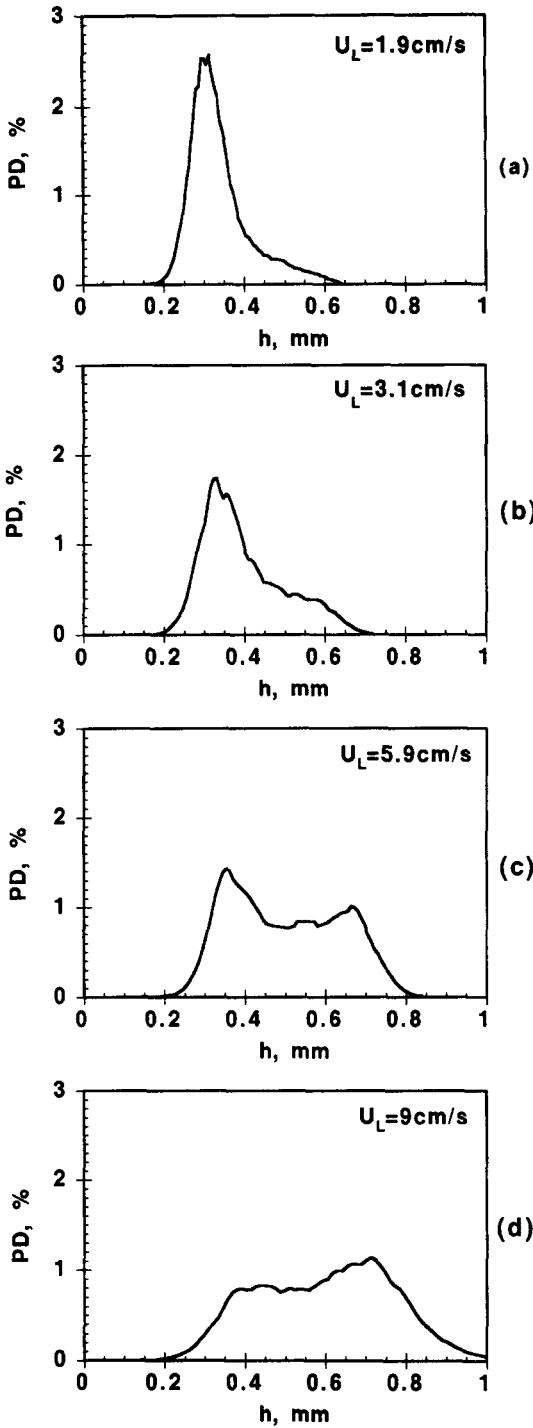 3
U_L=1.9cm/s
2
PD, %
(a)
1
0
0 0.2 0.4 0.6 0.8 1
h, mm
3
U_L=3.1cm/s
2
PD, %
(b)
1
0
0 0.2 0.4 0.6 0.8 1
h, mm
3
U_L=5.9cm/s
2
PD, %
(c)
1
0
0 0.2 0.4 0.6 0.8 1
h, mm
3
U_L=9cm/s
2
PD, %
(d)
1
0
0 0.2 0.4 0.6 0.8 1
h, mm